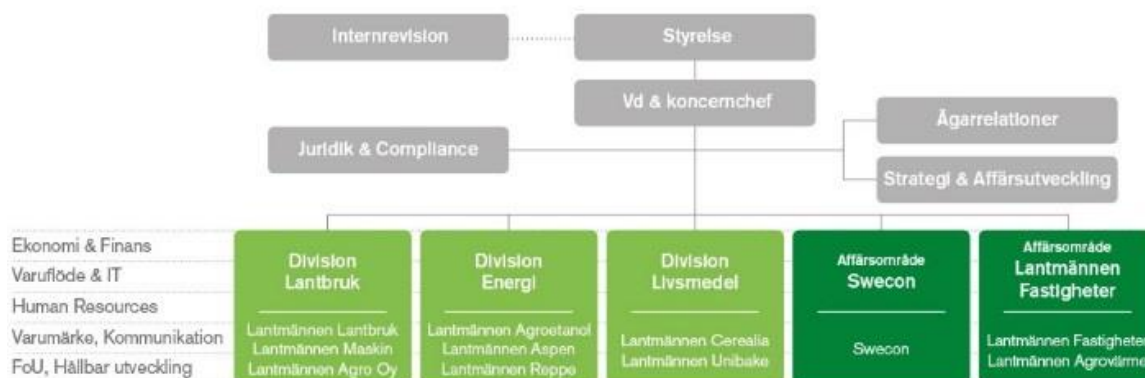 Internrevision
Styrelse
Vd & koncernchef
Ägarrelationer
Juridik & Compliance
Strategi & Affärsutveckling
Ekonomi & Finans
Varuflöde & IT
Human Resources
Varumärke, Kommunikation
FoU, Hållbar utveckling
Division
Lantbruk
Lantmännen Lantbruk
Lantmännen Maskin
Lantmännen Agro Oy
Division
Energi
Lantmännen Agroetanol
Lantmännen Aspen
Lantmännen Reppe
Division
Livsmedel
Lantmännen Cerealia
Lantmännen Unibake
Affärsområde
Swecon
Swecon
Affärsområde
Lantmännen
Fastigheter
Lantmännen Fastigheter
Lantmännen Agrovärme